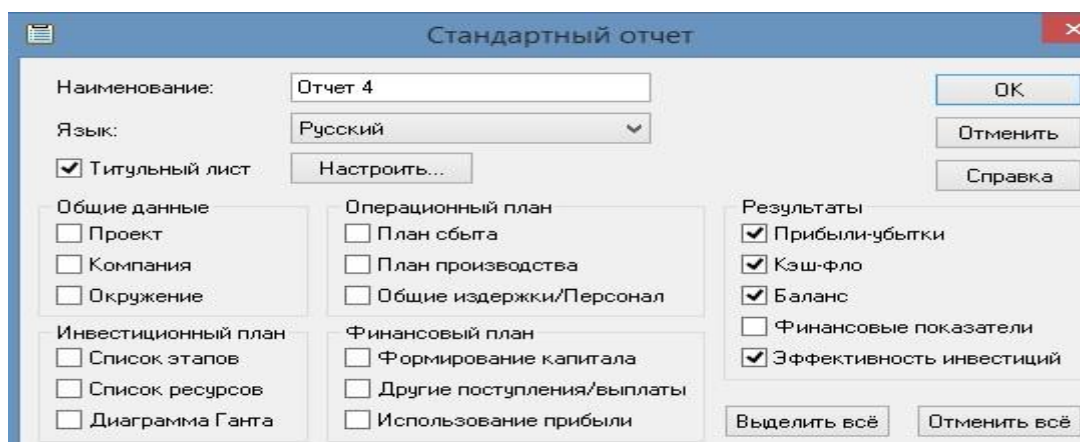 Стандартный отчет
Наименование: Отчет 4 OK
Язык: Русский Отменить
Титульный лист Настроить... Справка
Общие данные
Проект
Компания
Окружение
Операционный план
План сбыта
План производства
Общие издержки/Персонал
Результаты
Прибыли-убытки
Кэш-фло
Баланс
Финансовые показатели
Эффективность инвестиций
Инвестиционный план
Список этапов
Список ресурсов
Диаграмма Ганта
Финансовый план
Формирование капитала
Другие поступления/выплаты
Использование прибыли
Выделить всё Отменить всё